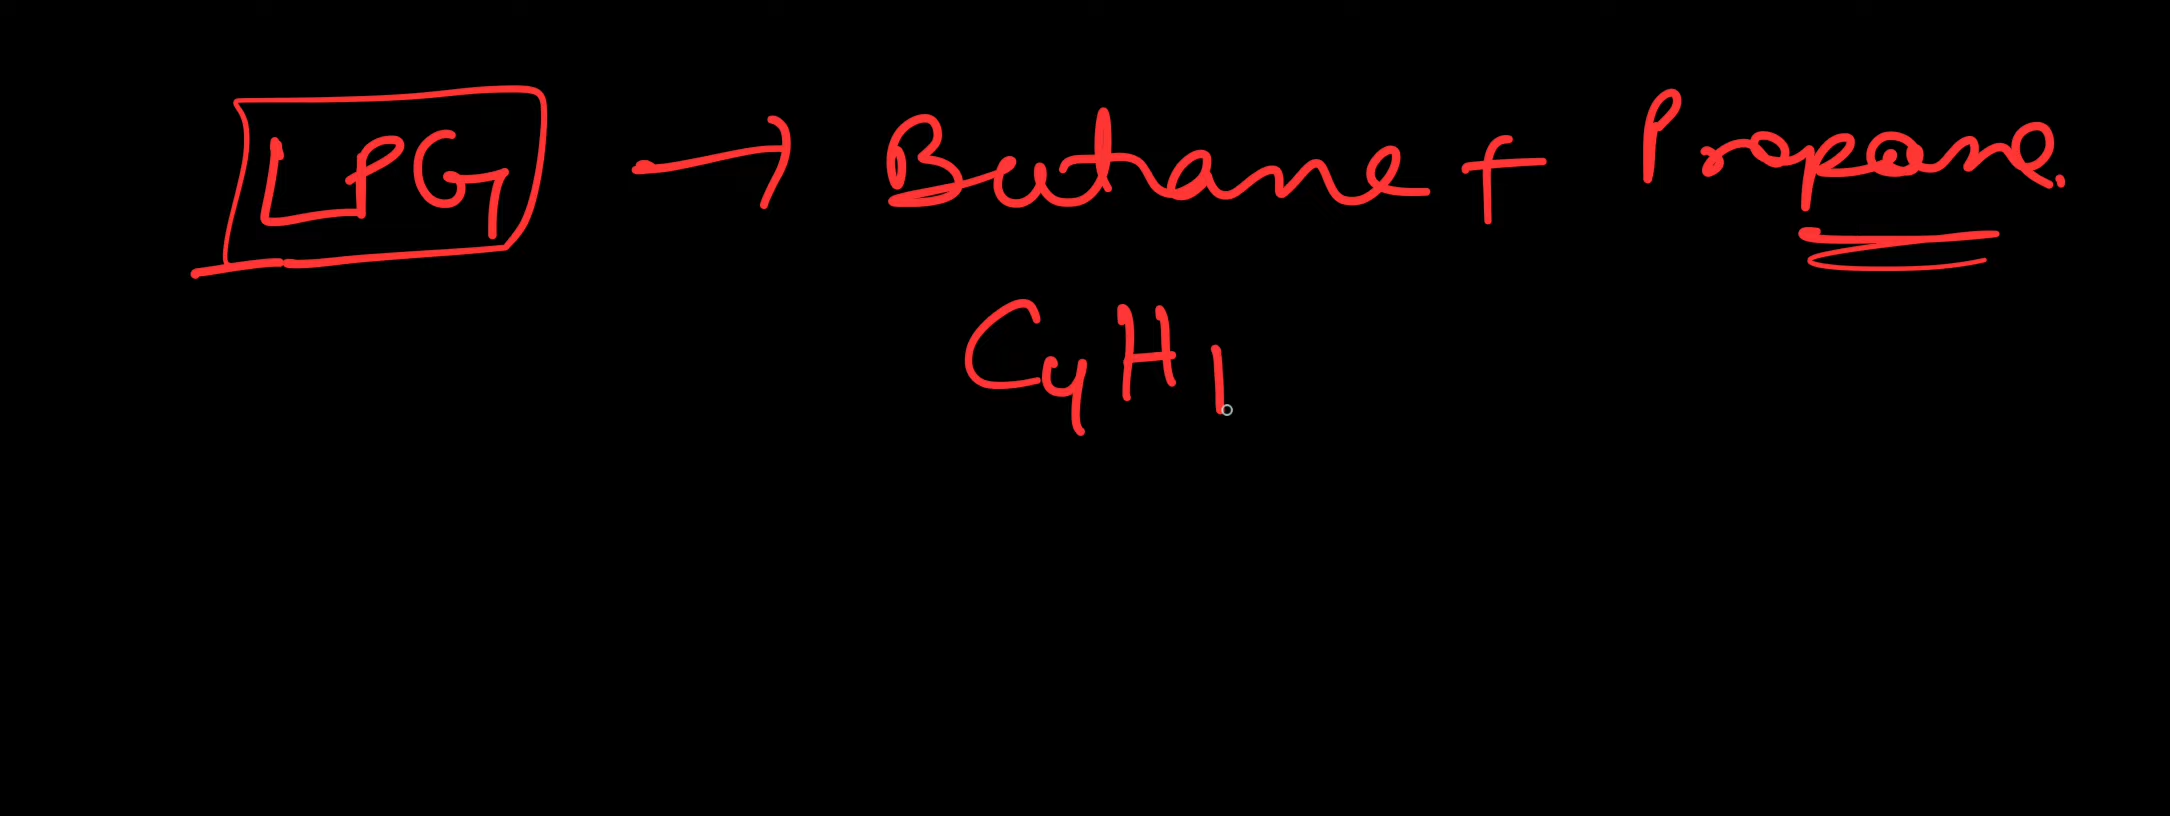 LPG → Butane + Propane.
C4H1